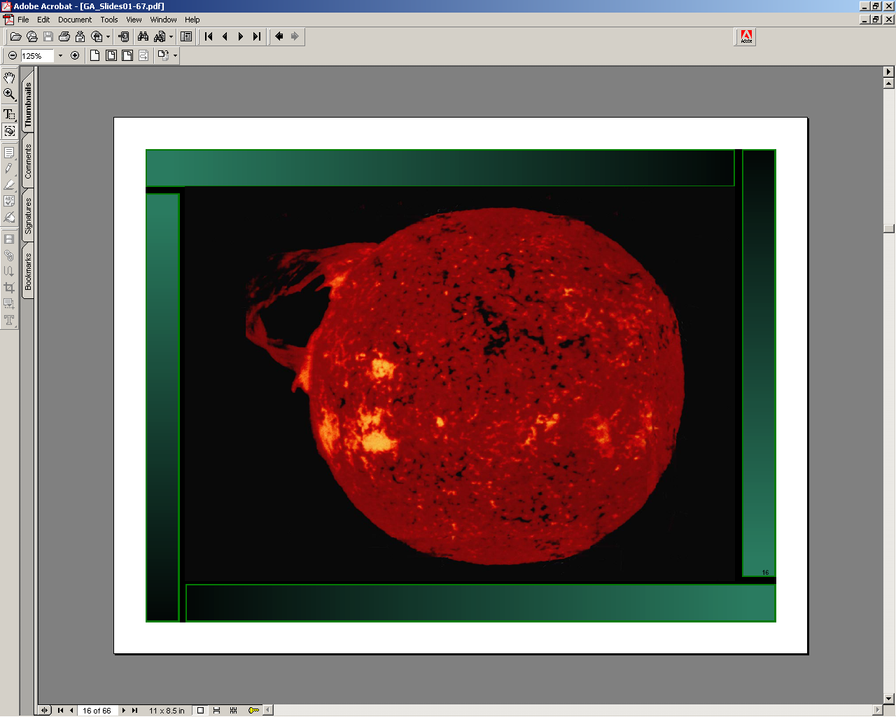 Adobe Acrobat - [GA_Slides01-67.pdf]
File Edit Document Tools View Window Help
Adobe
125%
Thumbnails
Comments
Signatures
Bookmarks
16
16 of 66
11 x 8.5 in